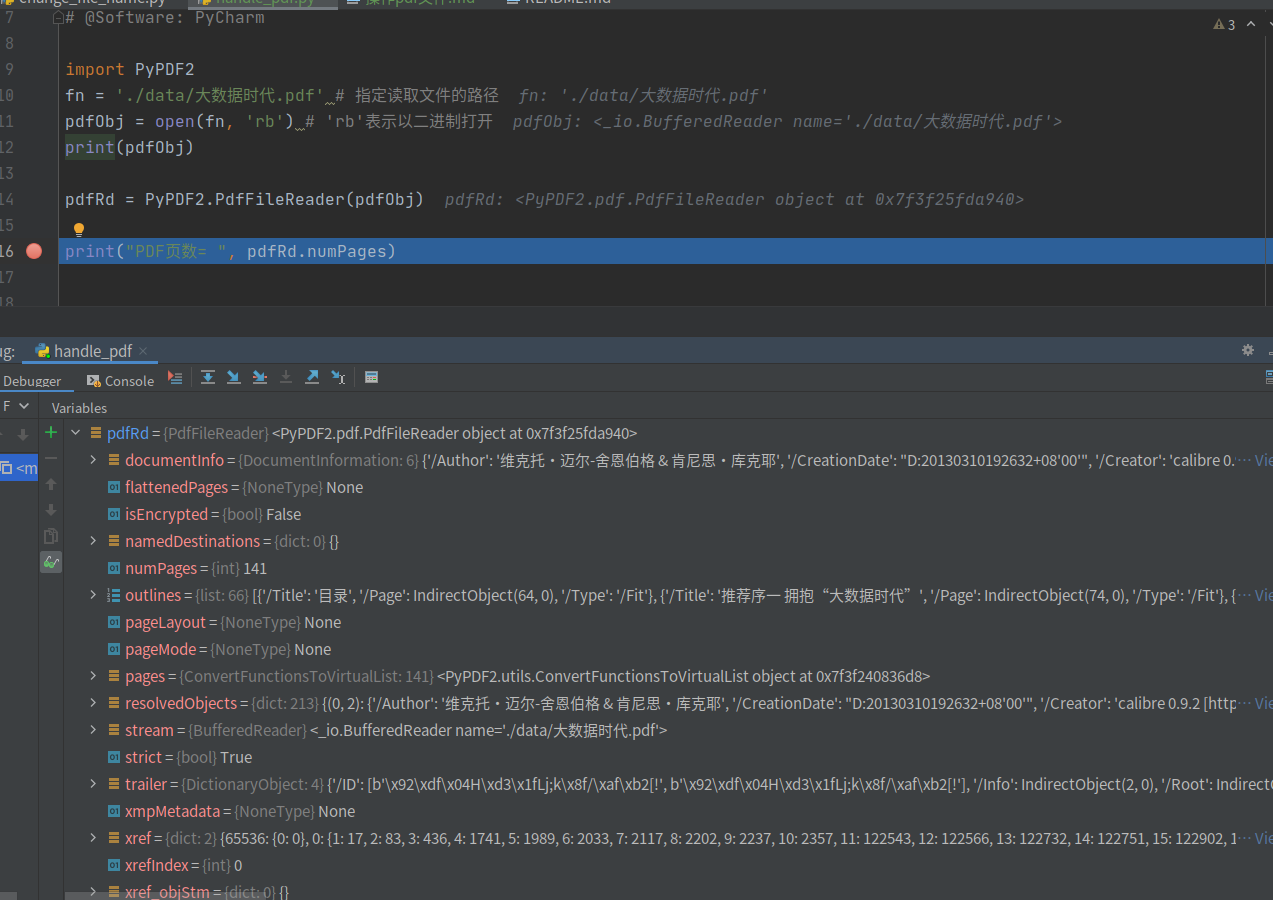 change_file_name.py handle_pdf.py 操作pdf文件.md README.md
7 # @Software: PyCharm
3
8
9 import PyPDF2
10 fn = './data/大数据时代.pdf' # 指定读取文件的路径 fn: './data/大数据时代.pdf'
11 pdfObj = open(fn, 'rb') # 'rb'表示以二进制打开 pdfObj: <_io.BufferedReader name='./data/大数据时代.pdf'>
12 print(pdfObj)
13
14 pdfRd = PyPDF2.PdfFileReader(pdfObj) pdfRd: <PyPDF2.pdf.PdfFileReader object at 0x7f3f25fda940>
15
16 print("PDF页数= ", pdfRd.numPages)
17
18
ug: handle_pdf
Debugger Console
F Variables
pdfRd = {PdfFileReader} <PyPDF2.pdf.PdfFileReader object at 0x7f3f25fda940>
<m documentInfo = {DocumentInformation: 6} {'/Author': '维克托·迈尔-舍恩伯格 & 肯尼思·库克耶', '/CreationDate': "D:20130310192632+08'00'", '/Creator': 'calibre 0.… Vie
flattenedPages = {NoneType} None
isEncrypted = {bool} False
namedDestinations = {dict: 0} {}
numPages = {int} 141
outlines = {list: 66} [{'/Title': '目录', '/Page': IndirectObject(64, 0), '/Type': '/Fit'}, {'/Title': '推荐序一 拥抱“大数据时代”', '/Page': IndirectObject(74, 0), '/Type': '/Fit'}, {… Vie
pageLayout = {NoneType} None
pageMode = {NoneType} None
pages = {ConvertFunctionsToVirtualList: 141} <PyPDF2.utils.ConvertFunctionsToVirtualList object at 0x7f3f240836d8>
resolvedObjects = {dict: 213} {(0, 2): {'/Author': '维克托·迈尔-舍恩伯格 & 肯尼思·库克耶', '/CreationDate': "D:20130310192632+08'00'", '/Creator': 'calibre 0.9.2 [http… Vie
stream = {BufferedReader} <_io.BufferedReader name='./data/大数据时代.pdf'>
strict = {bool} True
trailer = {DictionaryObject: 4} {'/ID': [b'\x92\xdf\x04H\xd3\x1fLj;k\x8f/\xaf\xb2[!', b'\x92\xdf\x04H\xd3\x1fLj;k\x8f/\xaf\xb2[!'], '/Info': IndirectObject(2, 0), '/Root': IndirectO
xmpMetadata = {NoneType} None
xref = {dict: 2} {65536: {0: 0}, 0: {1: 17, 2: 83, 3: 436, 4: 1741, 5: 1989, 6: 2033, 7: 2117, 8: 2202, 9: 2237, 10: 2357, 11: 122543, 12: 122566, 13: 122732, 14: 122751, 15: 122902, 1… Vie
xrefIndex = {int} 0
xref_objStm = {dict: 0} {}